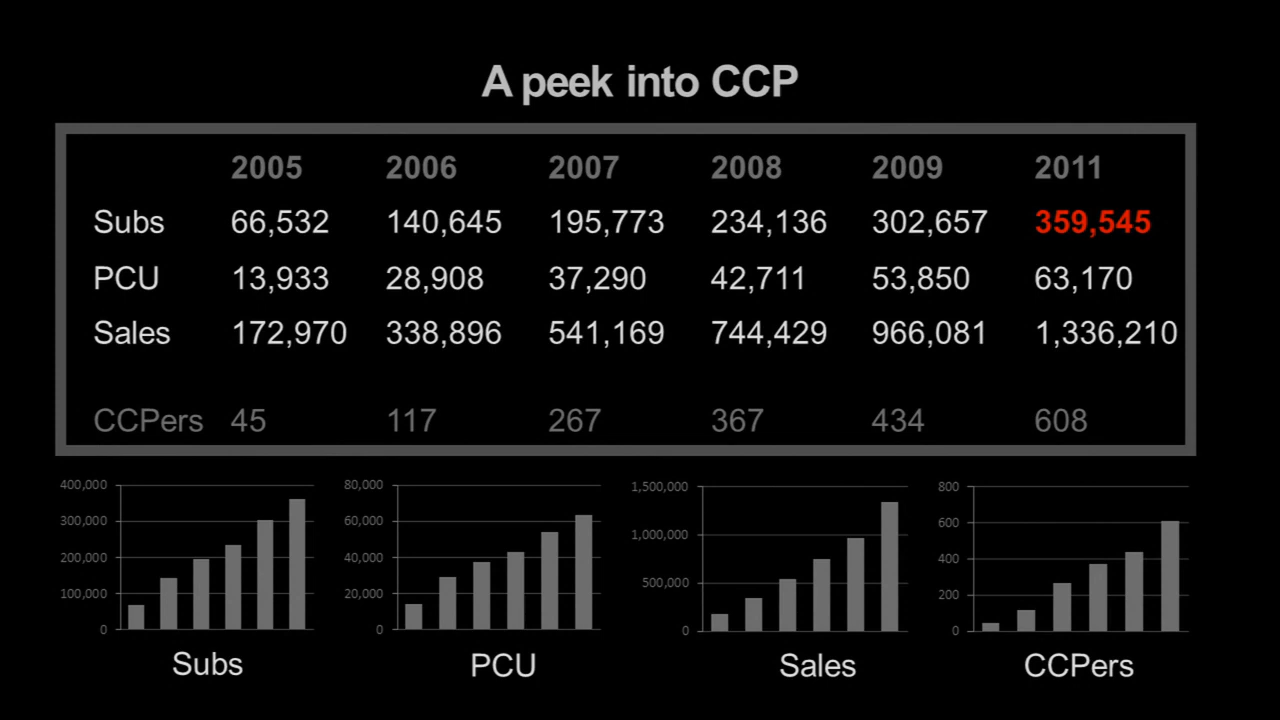 A peek into CCP
2005 2006 2007 2008 2009 2011
Subs 66,532 140,645 195,773 234,136 302,657 359,545
PCU 13,933 28,908 37,290 42,711 53,850 63,170
Sales 172,970 338,896 541,169 744,429 966,081 1,336,210
CCPers 45 117 267 367 434 608
400,000
300,000
200,000
100,000
0
Subs
80,000
60,000
40,000
20,000
0
PCU
1,500,000
1,000,000
500,000
0
Sales
800
600
400
200
0
CCPers